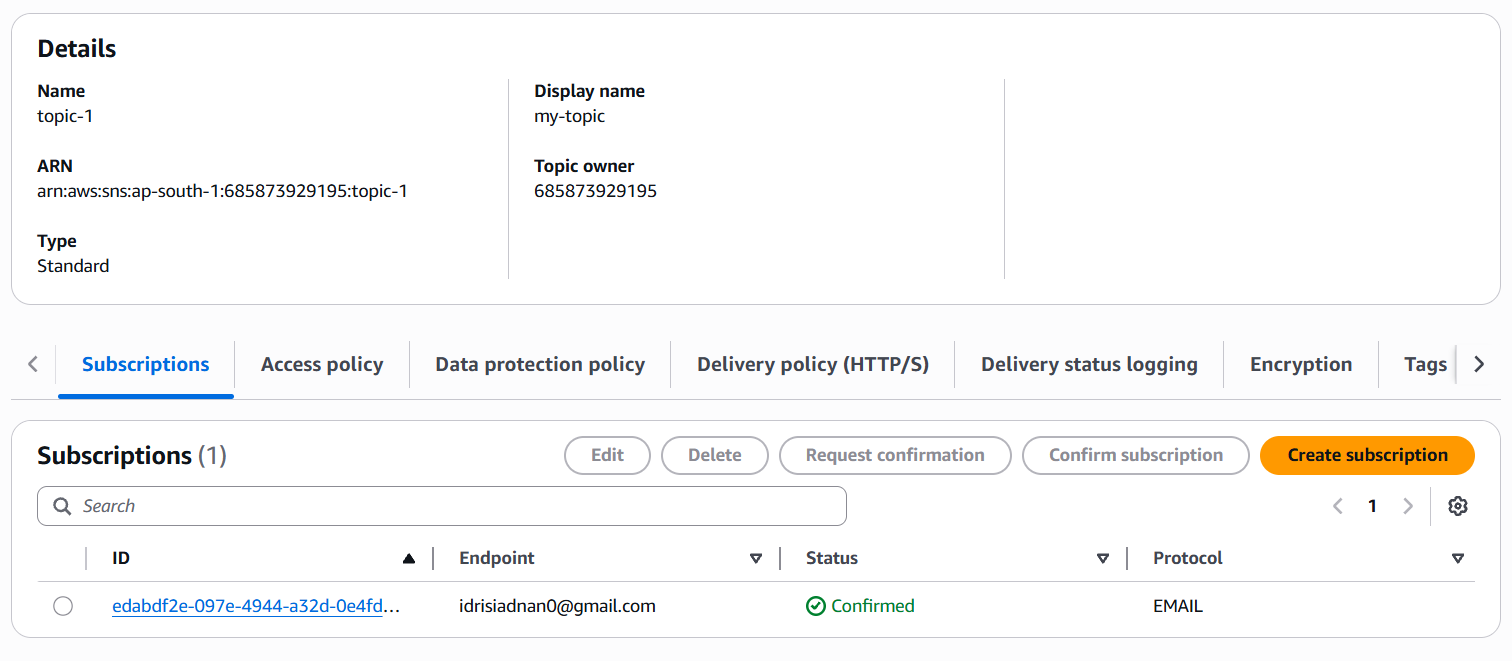 Details
Name
topic-1
Display name
my-topic
ARN
arn:aws:sns:ap-south-1:685873929195:topic-1
Topic owner
685873929195
Type
Standard
Subscriptions Access policy Data protection policy Delivery policy (HTTP/S) Delivery status logging Encryption Tags
Subscriptions (1) Edit Delete Request confirmation Confirm subscription Create subscription
Search 1
ID Endpoint Status Protocol
edabdf2e-097e-4944-a32d-0e4fd... idrisiadnan0@gmail.com Confirmed EMAIL